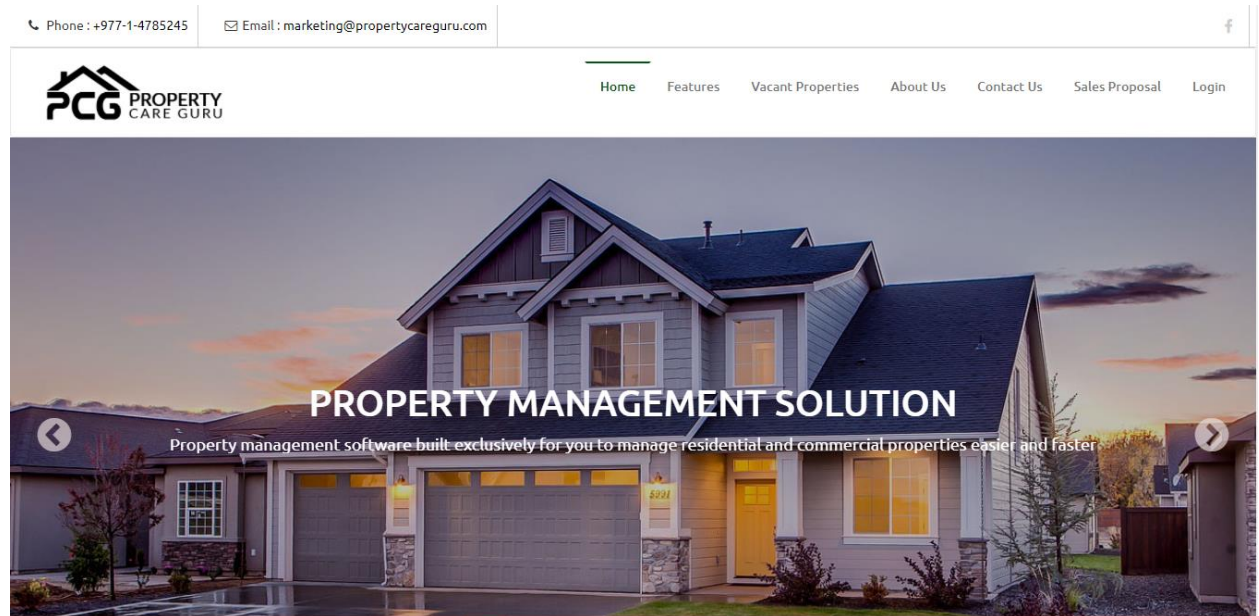 Phone : +977-1-4785245
Email : marketing@propertycareguru.com
PCG PROPERTY
CARE GURU
Home Features Vacant Properties About Us Contact Us Sales Proposal Login
PROPERTY MANAGEMENT SOLUTION
Property management software built exclusively for you to manage residential and commercial properties easier and faster
5991